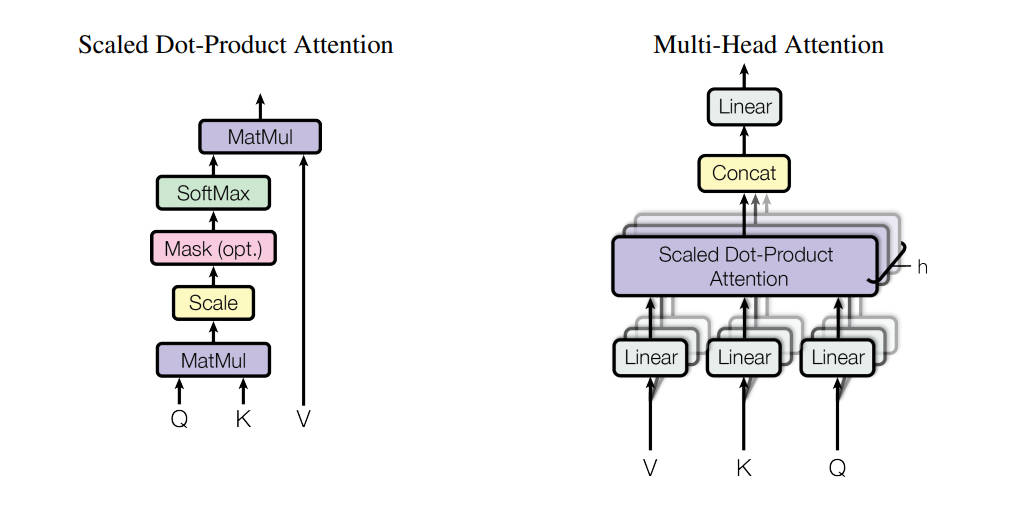 Scaled Dot-Product Attention
MatMul
SoftMax
Mask (opt.)
Scale
MatMul
Q K V
Multi-Head Attention
Linear
Concat
Scaled Dot-Product
Attention
h
Linear Linear Linear
V K Q